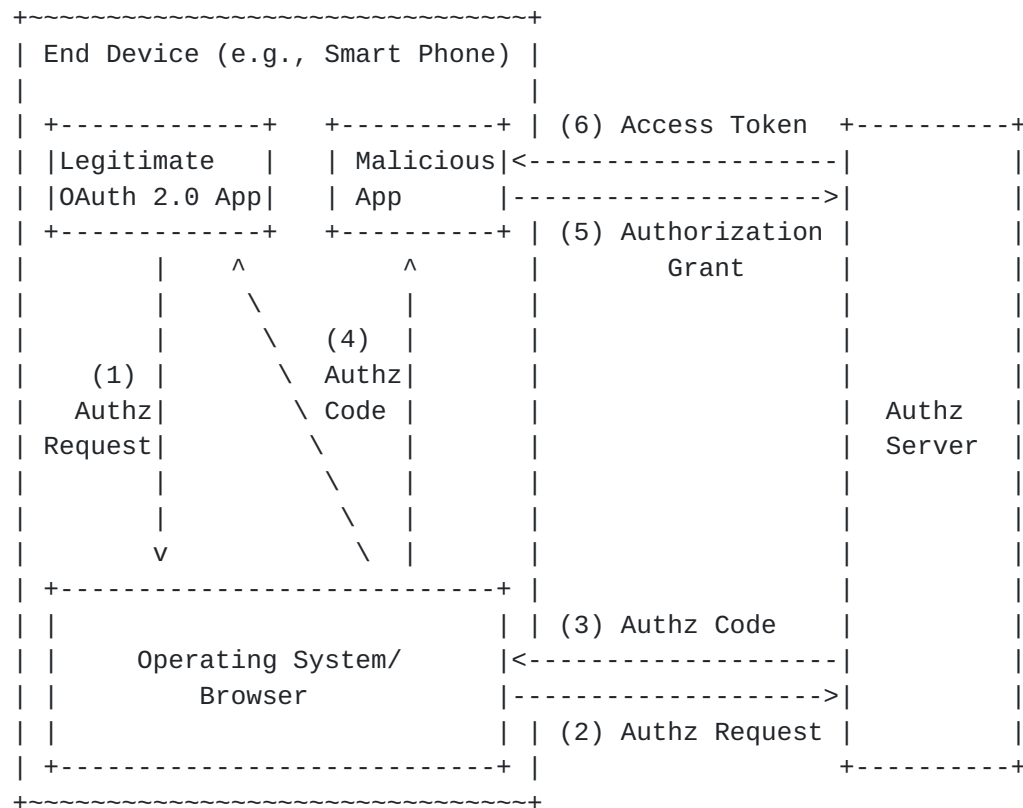 +~~~~~~~~~~~~~~~~~~~~~~~~~~~~~~~~+
| End Device (e.g., Smart Phone) |
|                                |
| +-------------+   +----------+ | (6) Access Token  +----------+
| |Legitimate   |   | Malicious|<--------------------|          |
| |OAuth 2.0 App|   | App      |-------------------->|          |
| +-------------+   +----------+ | (5) Authorization |          |
|        |    ^          ^       |        Grant      |          |
|        |     \         |       |                   |          |
|        |      \   (4)  |       |                   |          |
|    (1) |       \  Authz|       |                   |          |
|   Authz|        \ Code |       |                   |  Authz   |
| Request|         \     |       |                   |  Server  |
|        |          \    |       |                   |          |
|        |           \   |       |                   |          |
|        v            \  |       |                   |          |
| +----------------------------+ |                   |          |
| |                            | | (3) Authz Code    |          |
| |     Operating System/      |<--------------------|          |
| |         Browser            |-------------------->|          |
| |                            | | (2) Authz Request |          |
| +----------------------------+ |                   +----------+
+~~~~~~~~~~~~~~~~~~~~~~~~~~~~~~~~+